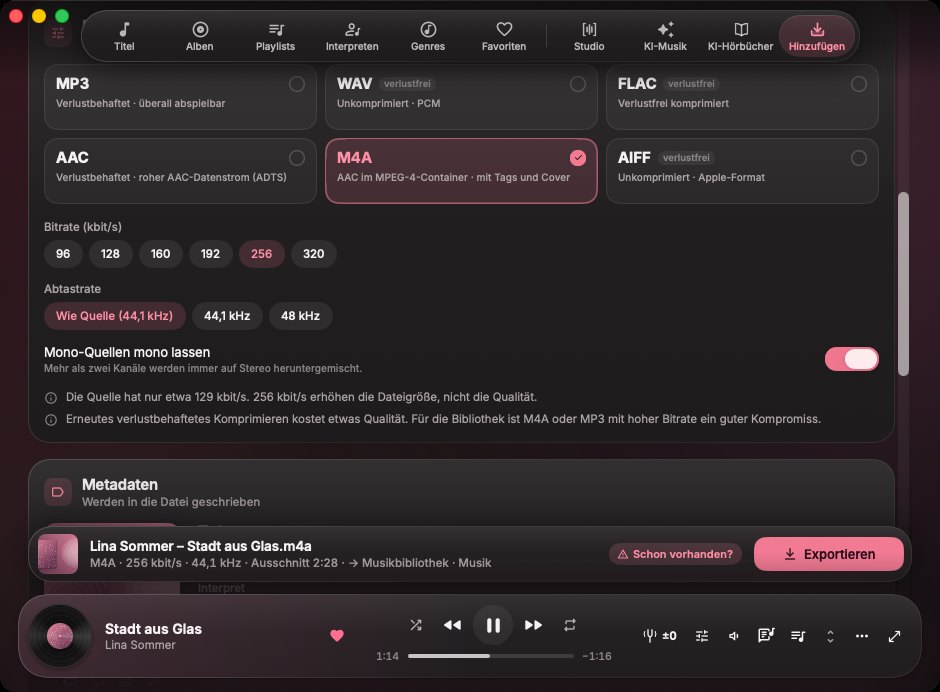 Titel
Alben
Playlists
Interpreten
Genres
Favoriten
Studio
KI-Musik
KI-Hörbücher
Hinzufügen
MP3
Verlustbehaftet · überall abspielbar
WAV verlustfrei
Unkomprimiert · PCM
FLAC verlustfrei
Verlustfrei komprimiert
AAC
Verlustbehaftet · roher AAC-Datenstrom (ADTS)
M4A
AAC im MPEG-4-Container · mit Tags und Cover
AIFF verlustfrei
Unkomprimiert · Apple-Format
Bitrate (kbit/s)
96 128 160 192 256 320
Abtastrate
Wie Quelle (44,1 kHz) 44,1 kHz 48 kHz
Mono-Quellen mono lassen
Mehr als zwei Kanäle werden immer auf Stereo heruntergemischt.
Die Quelle hat nur etwa 129 kbit/s. 256 kbit/s erhöhen die Dateigröße, nicht die Qualität.
Erneutes verlustbehaftetes Komprimieren kostet etwas Qualität. Für die Bibliothek ist M4A oder MP3 mit hoher Bitrate ein guter Kompromiss.
Metadaten
Werden in die Datei geschrieben
Lina Sommer – Stadt aus Glas.m4a
M4A · 256 kbit/s · 44,1 kHz · Ausschnitt 2:28 · → Musikbibliothek · Musik
Schon vorhanden?
Exportieren
Interpret
Stadt aus Glas
Lina Sommer
1:14
−1:16
±0